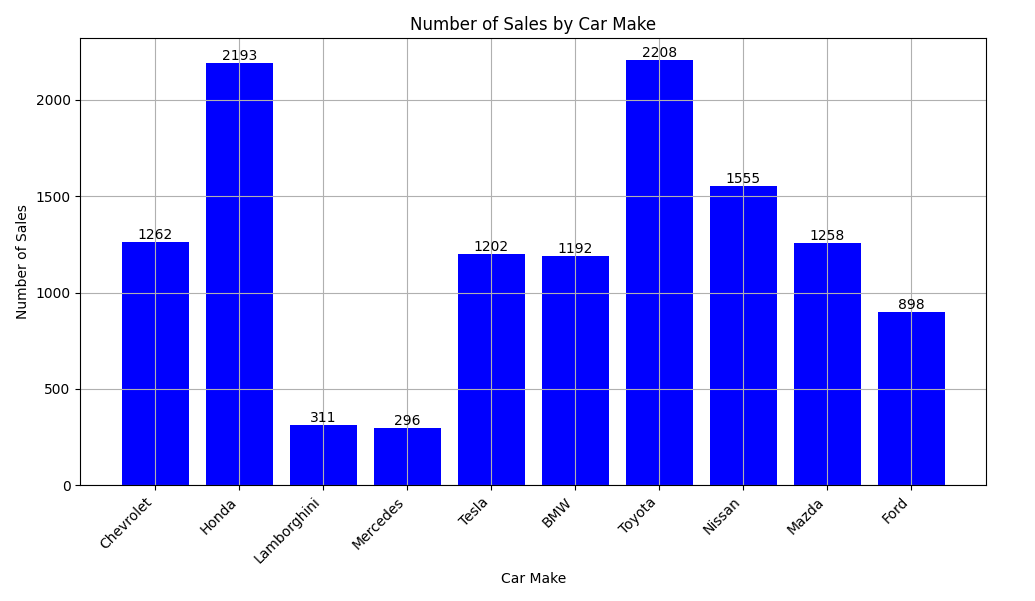 Number of Sales by Car Make
Number of Sales
2000
1500
1000
500
0
1262
2193
311
296
1202
1192
2208
1555
1258
898
Chevrolet
Honda
Lamborghini
Mercedes
Tesla
BMW
Toyota
Nissan
Mazda
Ford
Car Make